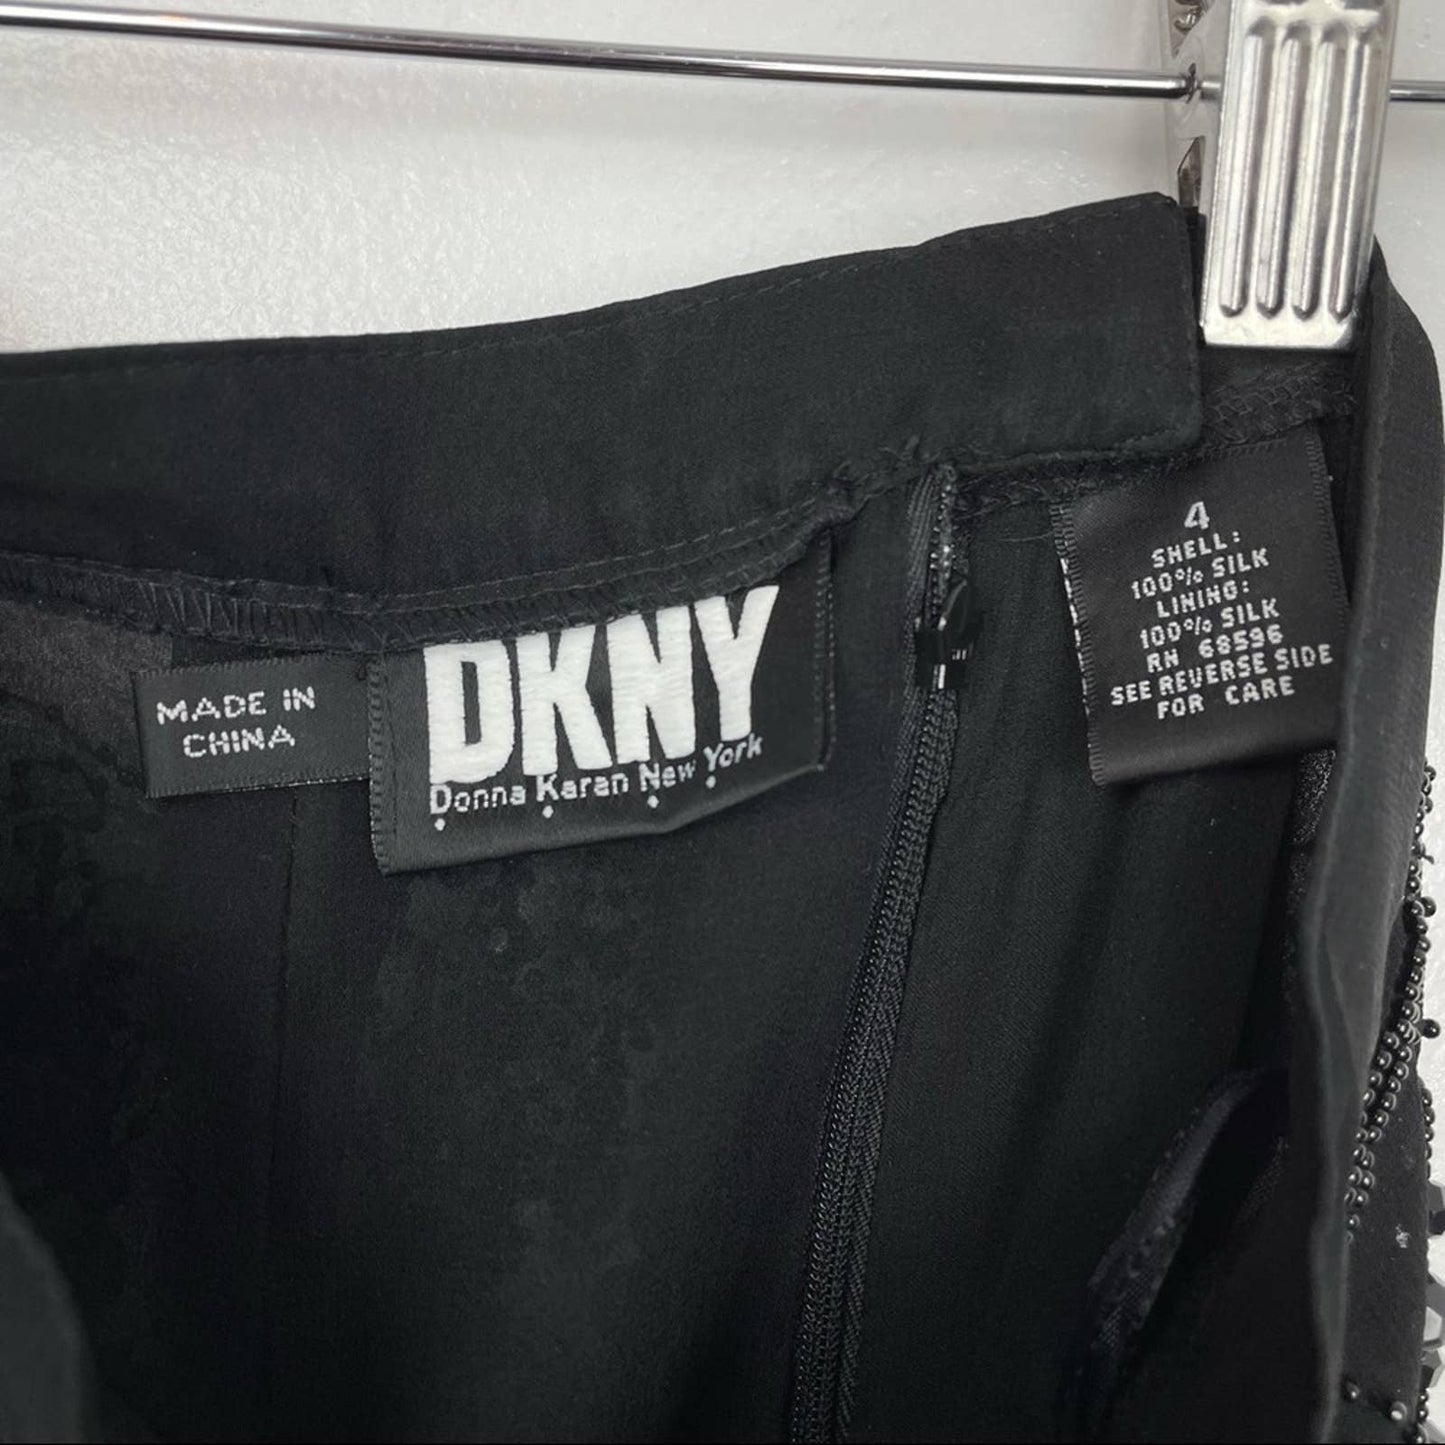 MADE IN
CHINA
DKNY
Donna Karan New York
4
SHELL:
100% SILK
LINING:
100% SILK
RN 68596
SEE REVERSE SIDE
FOR CARE